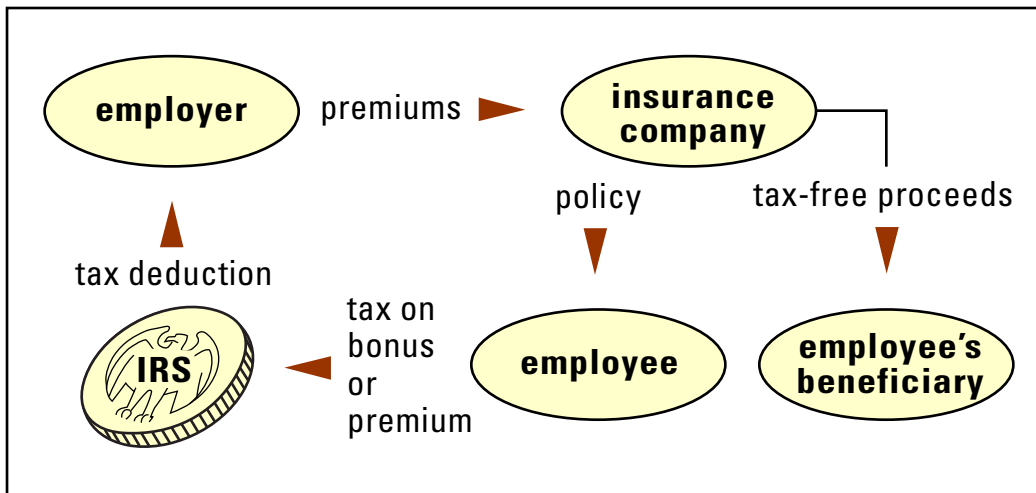 employer
premiums
insurance
company
policy
tax-free proceeds
tax deduction
IRS
tax on
bonus
or
premium
employee
employee's
beneficiary